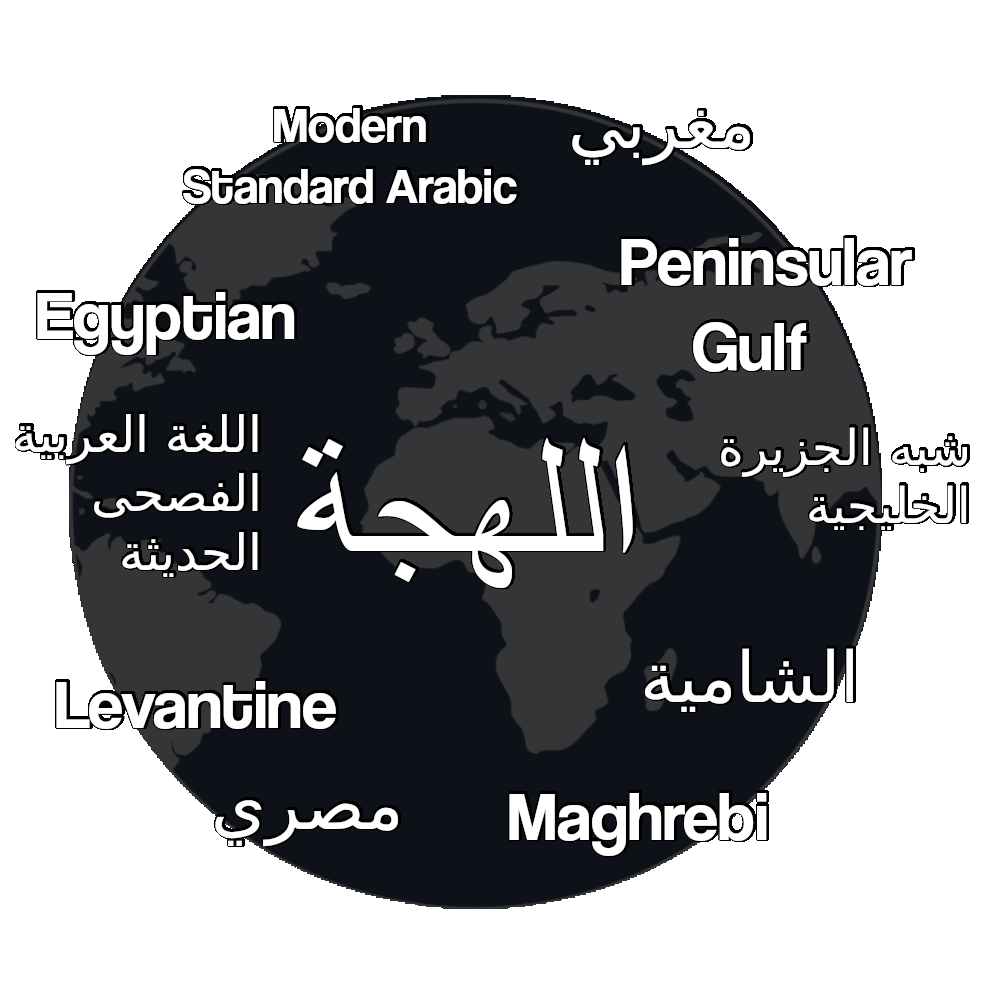 Modern
Standard Arabic
مغربي
Peninsular
Gulf
Egyptian
اللغة العربية
الفصحى
الحديثة
اللهجة
شبه الجزيرة
الخليجية
Levantine
الشامية
مصري
Maghrebi